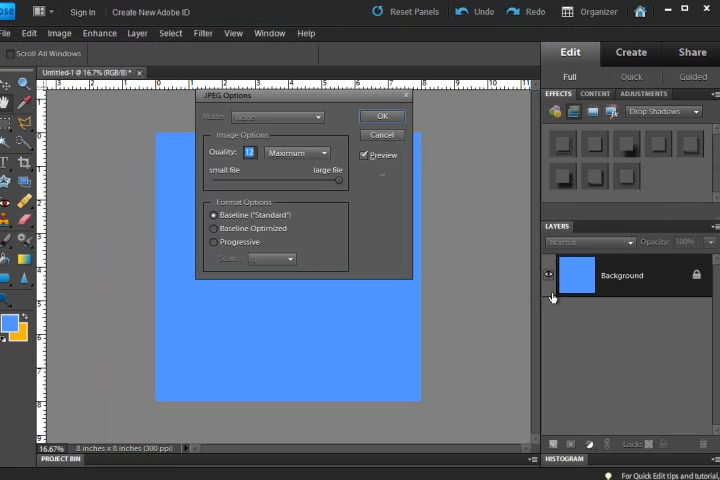 Sign In Create New Adobe ID Reset Panels Undo Redo Organizer
Edit Image Enhance Layer Select Filter View Window Help
Scroll All Windows
Edit Create Share
Full Quick Guided
Untitled-1 @ 16.7% (RGB/8) * ×
EFFECTS CONTENT ADJUSTMENTS
Drop Shadows
JPEG Options
Matte: None
OK
Image Options
Cancel
Quality: 12 Maximum
Preview
small file large file
Format Options
Baseline ("Standard")
Baseline Optimized
Progressive
Scans: 3
LAYERS
Normal Opacity: 100%
Background
Lock:
16.67% 8 inches x 8 inches (300 ppi)
PROJECT BIN
HISTOGRAM
For Quick Edit tips and tutorial,